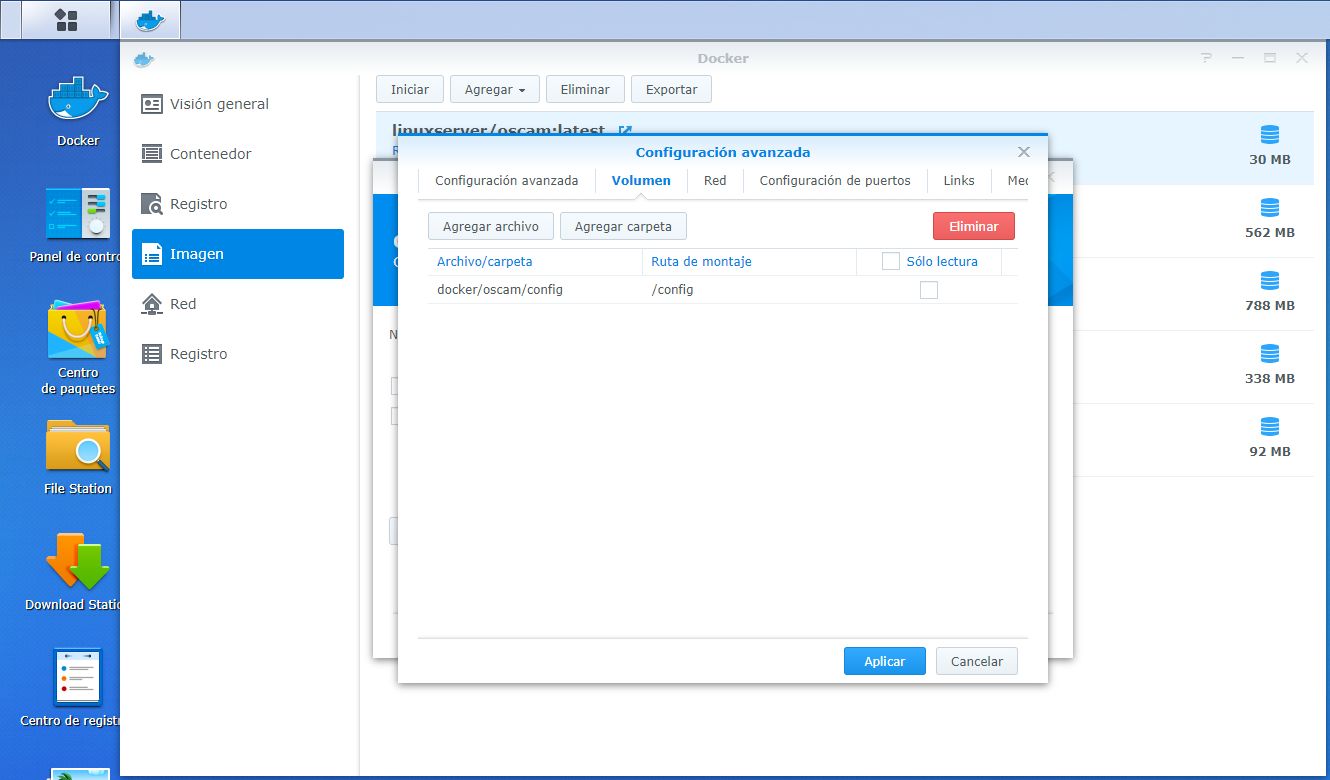 Docker
Docker
Panel de contro
Centro
de paquetes
File Station
Download Statio
Centro de registr
Visión general
Contenedor
Registro
Imagen
Red
Registro
Iniciar
Agregar
Eliminar
Exportar
linuxserver/oscam:latest
30 MB
562 MB
788 MB
338 MB
92 MB
Configuración avanzada
Configuración avanzada
Volumen
Red
Configuración de puertos
Links
Agregar archivo
Agregar carpeta
Eliminar
Archivo/carpeta
Ruta de montaje
Sólo lectura
docker/oscam/config
/config
Aplicar
Cancelar